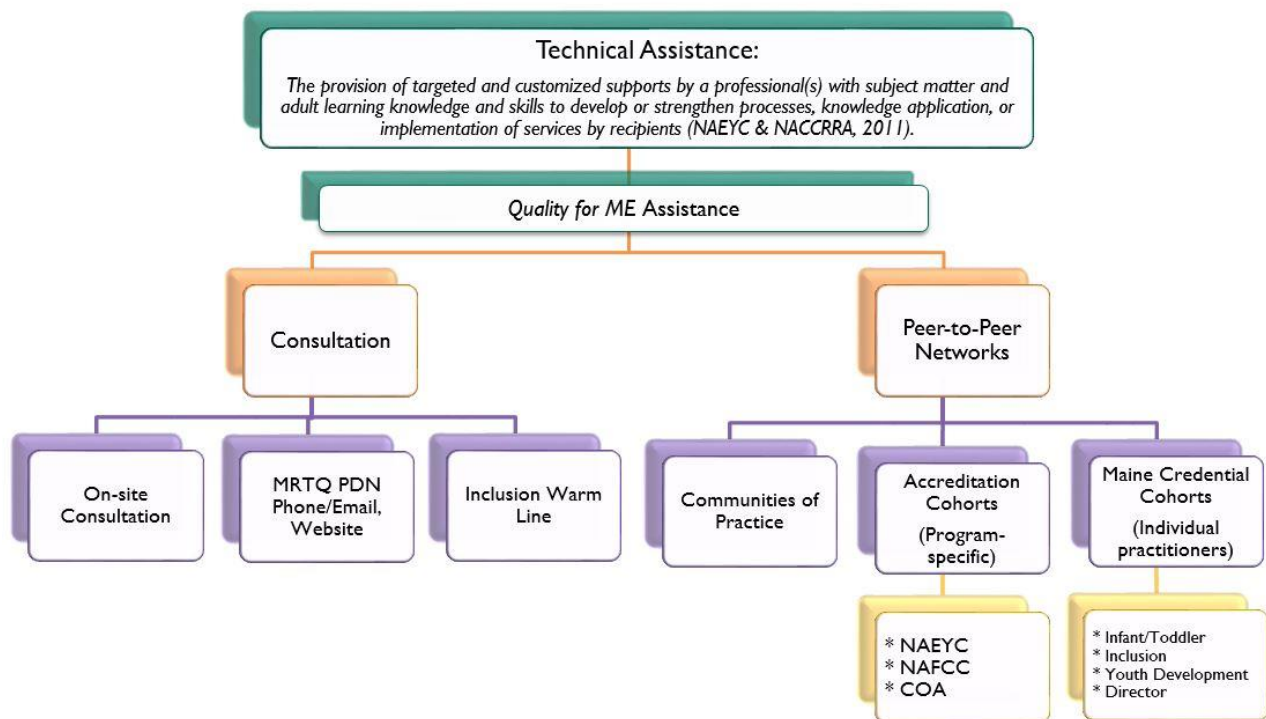 Technical Assistance:
The provision of targeted and customized supports by a professional(s) with subject matter and
adult learning knowledge and skills to develop or strengthen processes, knowledge application, or
implementation of services by recipients (NAEYC & NACCRRA, 2011).
Quality for ME Assistance
Consultation
Peer-to-Peer
Networks
On-site
Consultation
MRTQ PDN
Phone/Email,
Website
Inclusion Warm
Line
Communities of
Practice
Accreditation
Cohorts
(Program-
specific)
Maine Credential
Cohorts
(Individual
practitioners)
* NAEYC
* NAFCC
* COA
* Infant/Toddler
* Inclusion
* Youth Development
* Director